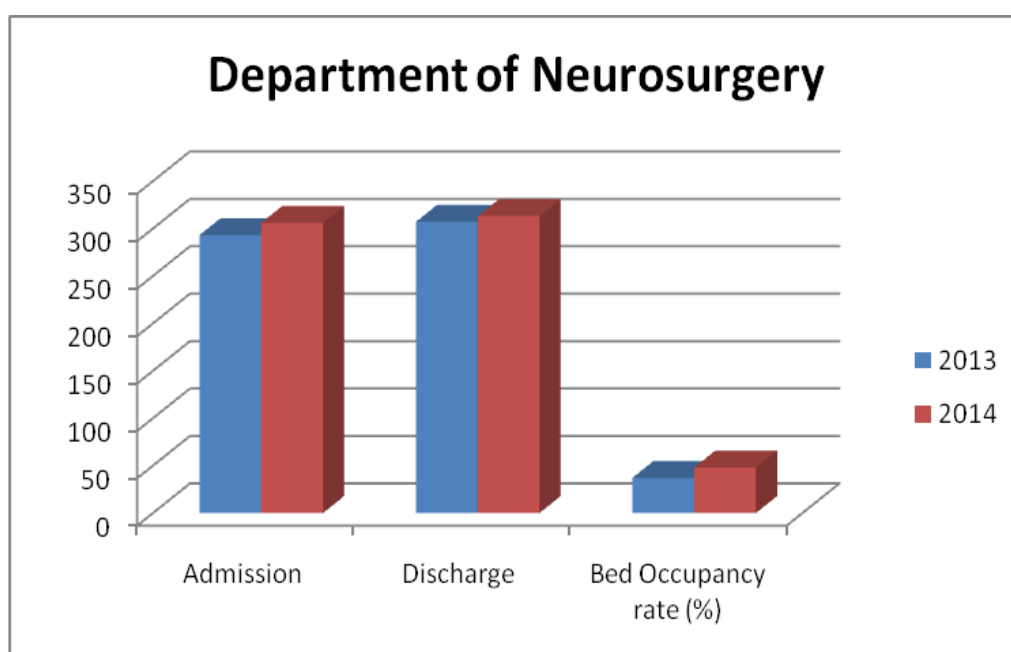 Department of Neurosurgery
350
300
250
200
150
100
50
0
Admission
Discharge
Bed Occupancy
rate (%)
2013
2014